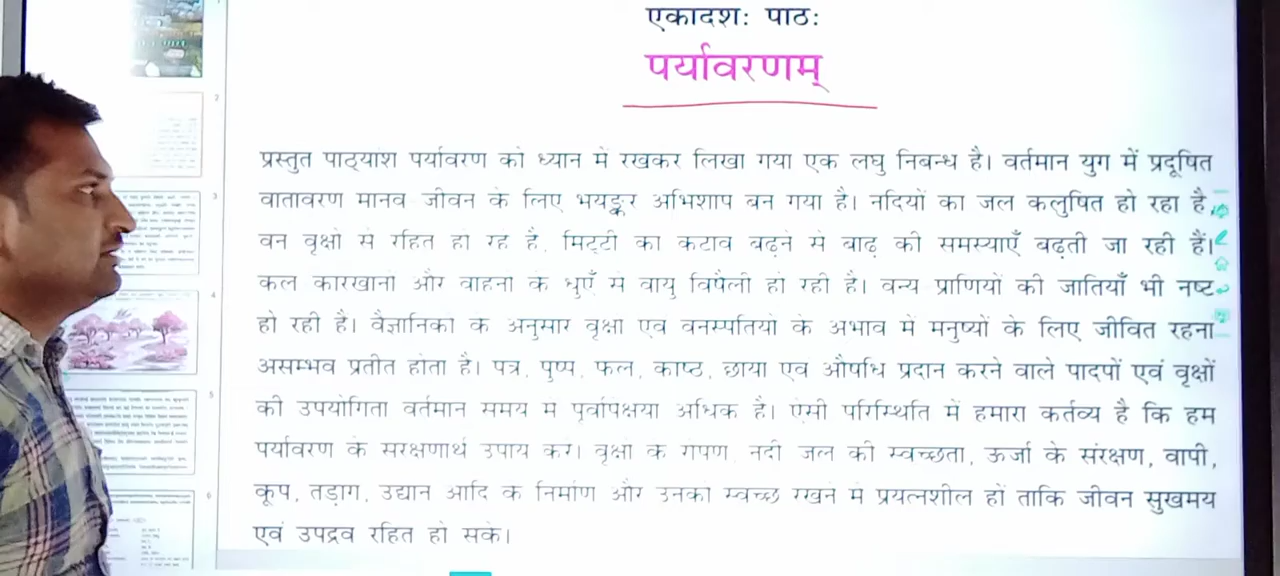 एकादशः पाठः
पर्यावरणम्
प्रस्तुत पाठ्यांश पर्यावरण को ध्यान में रखकर लिखा गया एक लघु निबन्ध है। वर्तमान युग में प्रदूषित
वातावरण मानव जीवन के लिए भयङ्कर अभिशाप बन गया है। नदियों का जल कलुषित हो रहा है,
वन वृक्षों से रहित हो रहे हैं, मिट्टी का कटाव बढ़ने से बाढ़ की समस्याएँ बढ़ती जा रही हैं।
कल कारखानों और वाहनों के धुएँ से वायु विषैली हो रही है। वन्य प्राणियों की जातियाँ भी नष्ट
हो रही हैं। वैज्ञानिकों के अनुसार वृक्षों एवं वनस्पतियों के अभाव में मनुष्यों के लिए जीवित रहना
असम्भव प्रतीत होता है। पत्र, पुष्प, फल, काष्ठ, छाया एवं औषधि प्रदान करने वाले पादपों एवं वृक्षों
की उपयोगिता वर्तमान समय में पूर्वापेक्षया अधिक है। ऐसी परिस्थिति में हमारा कर्तव्य है कि हम
पर्यावरण के संरक्षणार्थ उपाय करें। वृक्षों के रोपण, नदी जल की स्वच्छता, ऊर्जा के संरक्षण, वापी,
कूप, तड़ाग, उद्यान आदि के निर्माण और उनको स्वच्छ रखने में प्रयत्नशील हों ताकि जीवन सुखमय
एवं उपद्रव रहित हो सके।